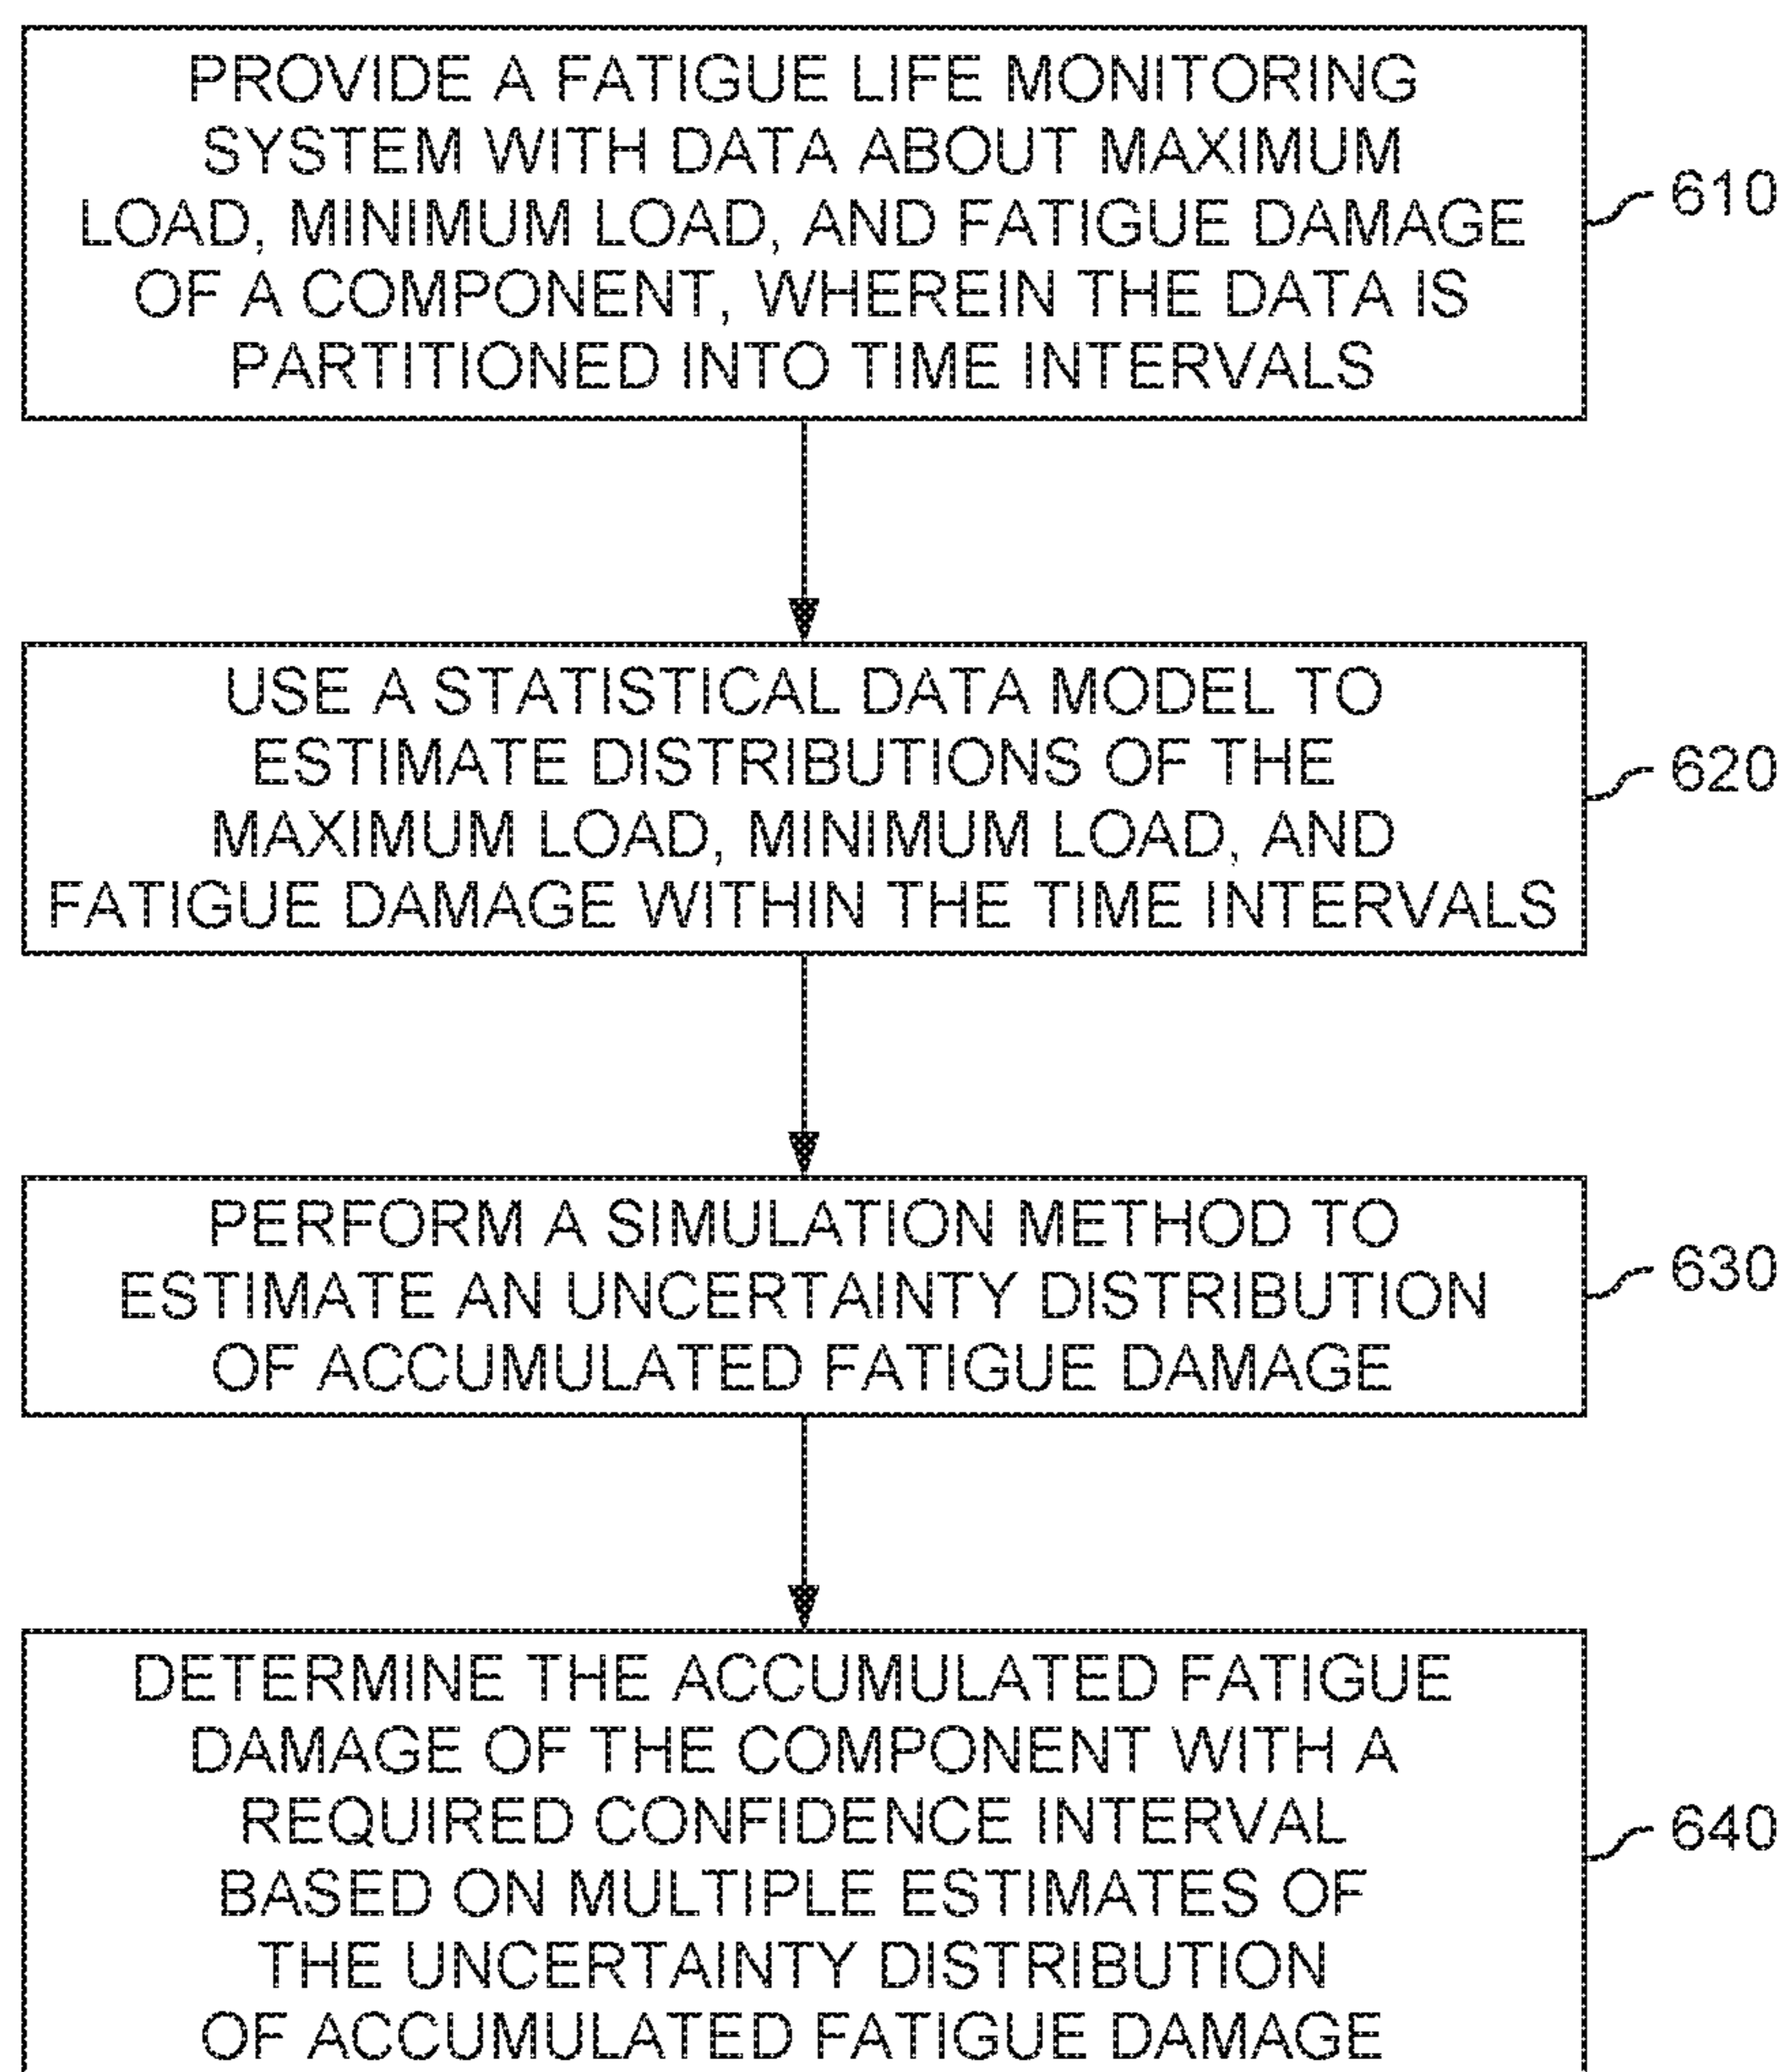 PROVIDE A FATIGUE LIFE MONITORING
SYSTEM WITH DATA ABOUT MAXIMUM
LOAD, MINIMUM LOAD, AND FATIGUE DAMAGE
OF A COMPONENT, WHEREIN THE DATA IS
PARTITIONED INTO TIME INTERVALS
610
USE A STATISTICAL DATA MODEL TO
ESTIMATE DISTRIBUTIONS OF THE
MAXIMUM LOAD, MINIMUM LOAD, AND
FATIGUE DAMAGE WITHIN THE TIME INTERVALS
620
PERFORM A SIMULATION METHOD TO
ESTIMATE AN UNCERTAINTY DISTRIBUTION
OF ACCUMULATED FATIGUE DAMAGE
630
DETERMINE THE ACCUMULATED FATIGUE
DAMAGE OF THE COMPONENT WITH A
REQUIRED CONFIDENCE INTERVAL
BASED ON MULTIPLE ESTIMATES OF
THE UNCERTAINTY DISTRIBUTION
OF ACCUMULATED FATIGUE DAMAGE
640